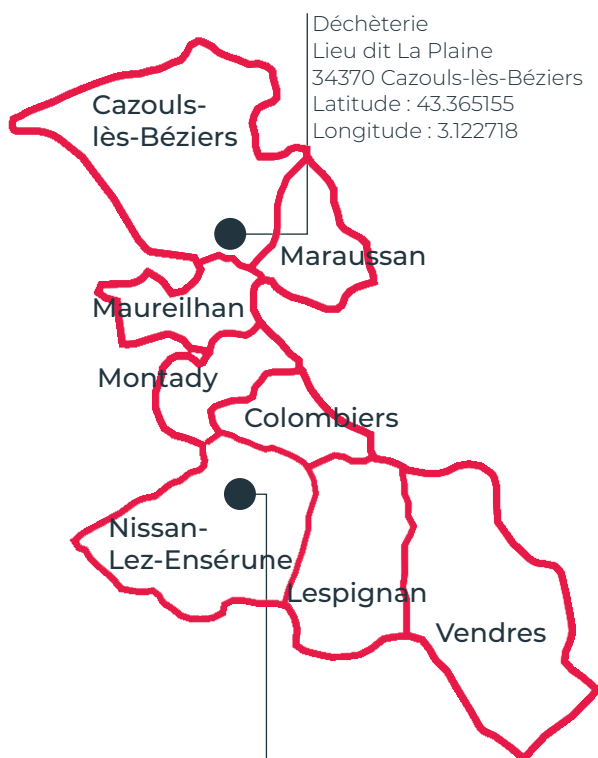 Déchèterie
Lieu dit La Plaine
34370 Cazouls-lès-Béziers
Latitude : 43.365155
Longitude : 3.122718
Cazouls-
lès-Béziers
Maraussan
Maureilhan
Montady
Colombiers
Nissan-
Lez-Ensérune
Lespignan
Vendres